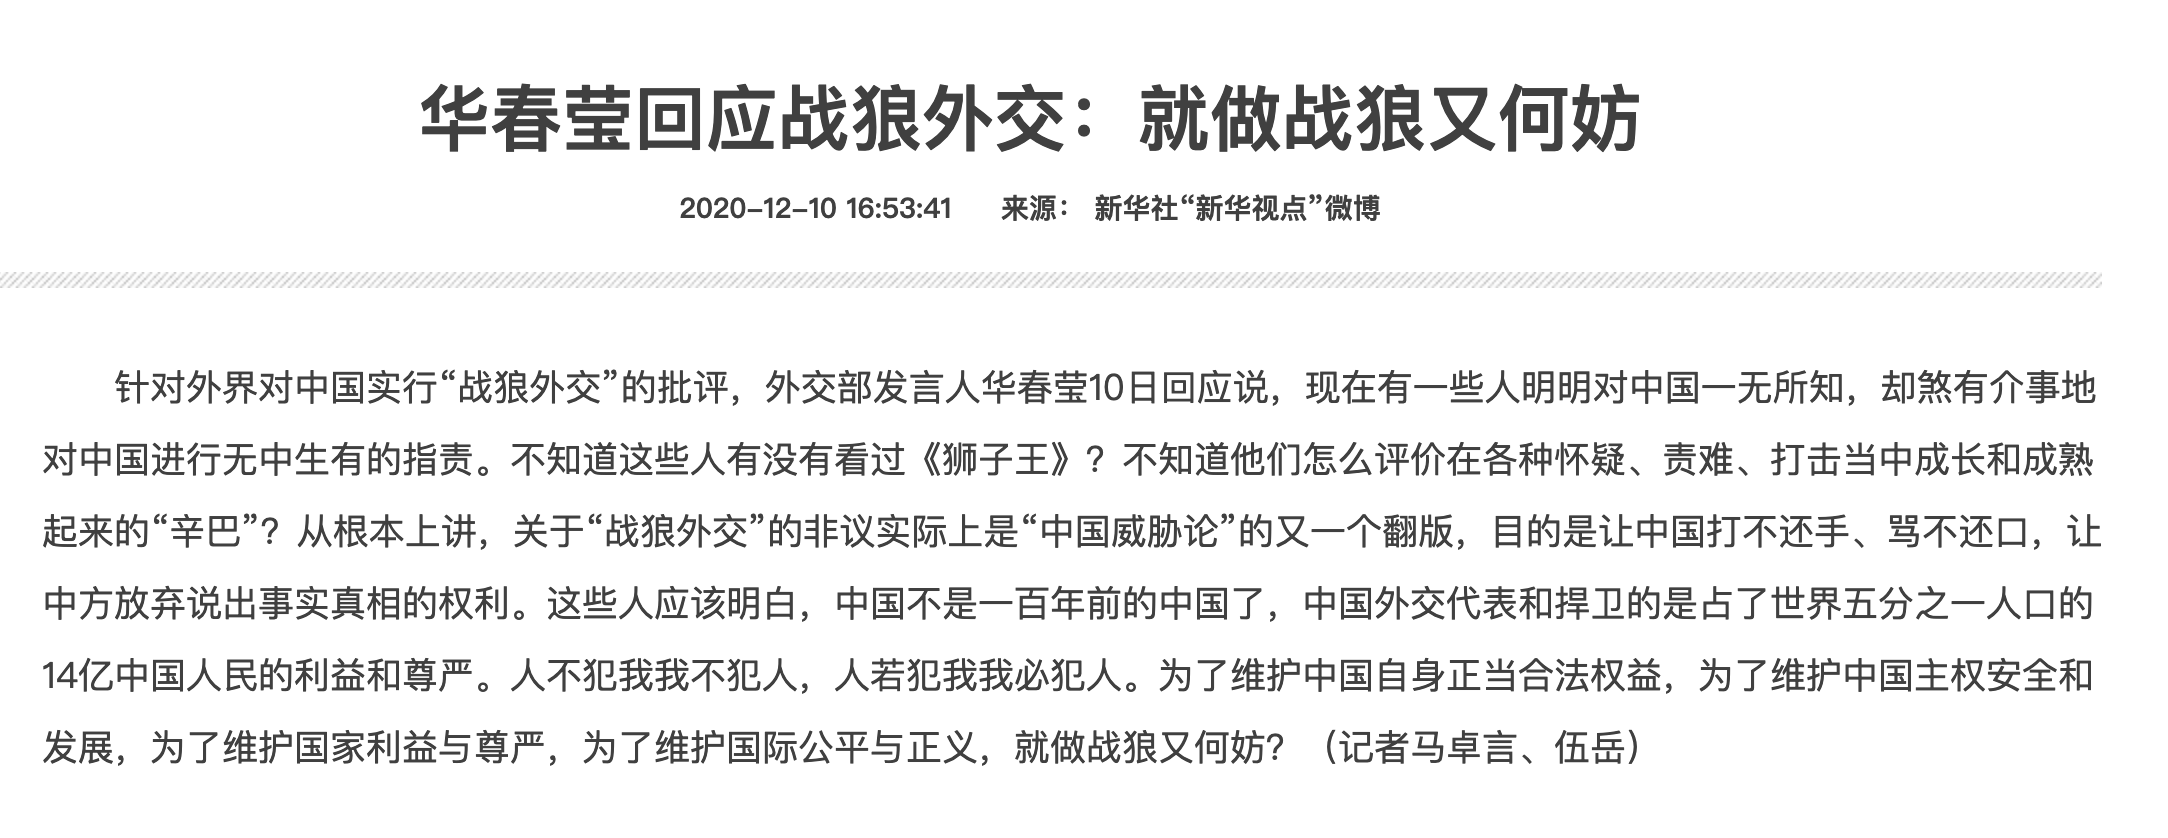 华春莹回应战狼外交：就做战狼又何妨
2020-12-10 16:53:41 来源： 新华社“新华视点”微博
针对外界对中国实行“战狼外交”的批评，外交部发言人华春莹10日回应说，现在有一些人明明对中国一无所知，却煞有介事地
对中国进行无中生有的指责。不知道这些人有没有看过《狮子王》？不知道他们怎么评价在各种怀疑、责难、打击当中成长和成熟
起来的“辛巴”？从根本上讲，关于“战狼外交”的非议实际上是“中国威胁论”的又一个翻版，目的是让中国打不还手、骂不还口，让
中方放弃说出事实真相的权利。这些人应该明白，中国不是一百年前的中国了，中国外交代表和捍卫的是占了世界五分之一人口的
14亿中国人民的利益和尊严。人不犯我我不犯人，人若犯我我必犯人。为了维护中国自身正当合法权益，为了维护中国主权安全和
发展，为了维护国家利益与尊严，为了维护国际公平与正义，就做战狼又何妨？（记者马卓言、伍岳）